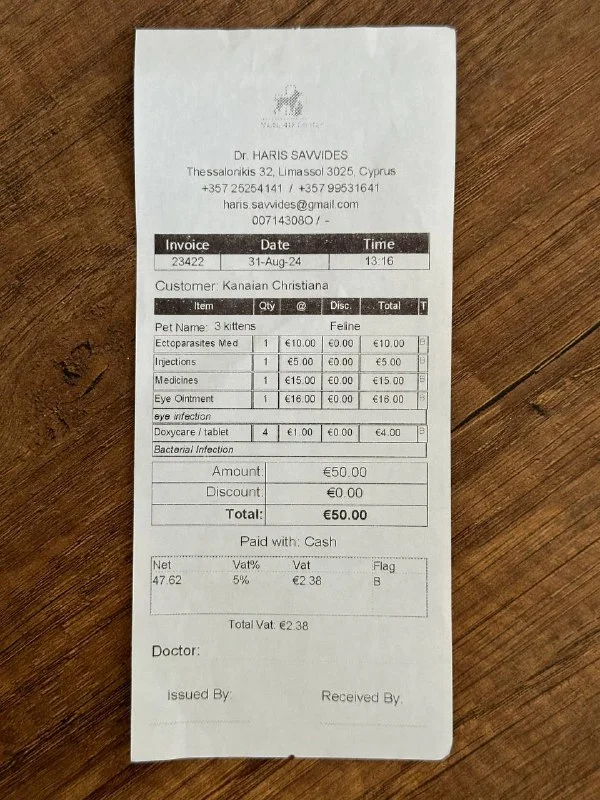 Dr. HARIS SAVVIDES
Thessalonikis 32, Limassol 3025, Cyprus
+357 25254141 / +357 99531641
haris.savvides@gmail.com
00714308O / -
Invoice Date Time
23422 31-Aug-24 13:16
Customer: Kanaian Christiana
Item Qty @ Disc. Total T
Pet Name: 3 kittens Feline
Ectoparasites Med 1 €10.00 €0.00 €10.00 B
Injections 1 €5.00 €0.00 €5.00 B
Medicines 1 €15.00 €0.00 €15.00 B
Eye Ointment 1 €16.00 €0.00 €16.00 B
eye infection
Doxycare / tablet 4 €1.00 €0.00 €4.00 B
Bacterial Infection
Amount: €50.00
Discount: €0.00
Total: €50.00
Paid with: Cash
Net Vat% Vat Flag
47.62 5% €2.38 B
Total Vat: €2.38
Doctor:
Issued By: Received By: